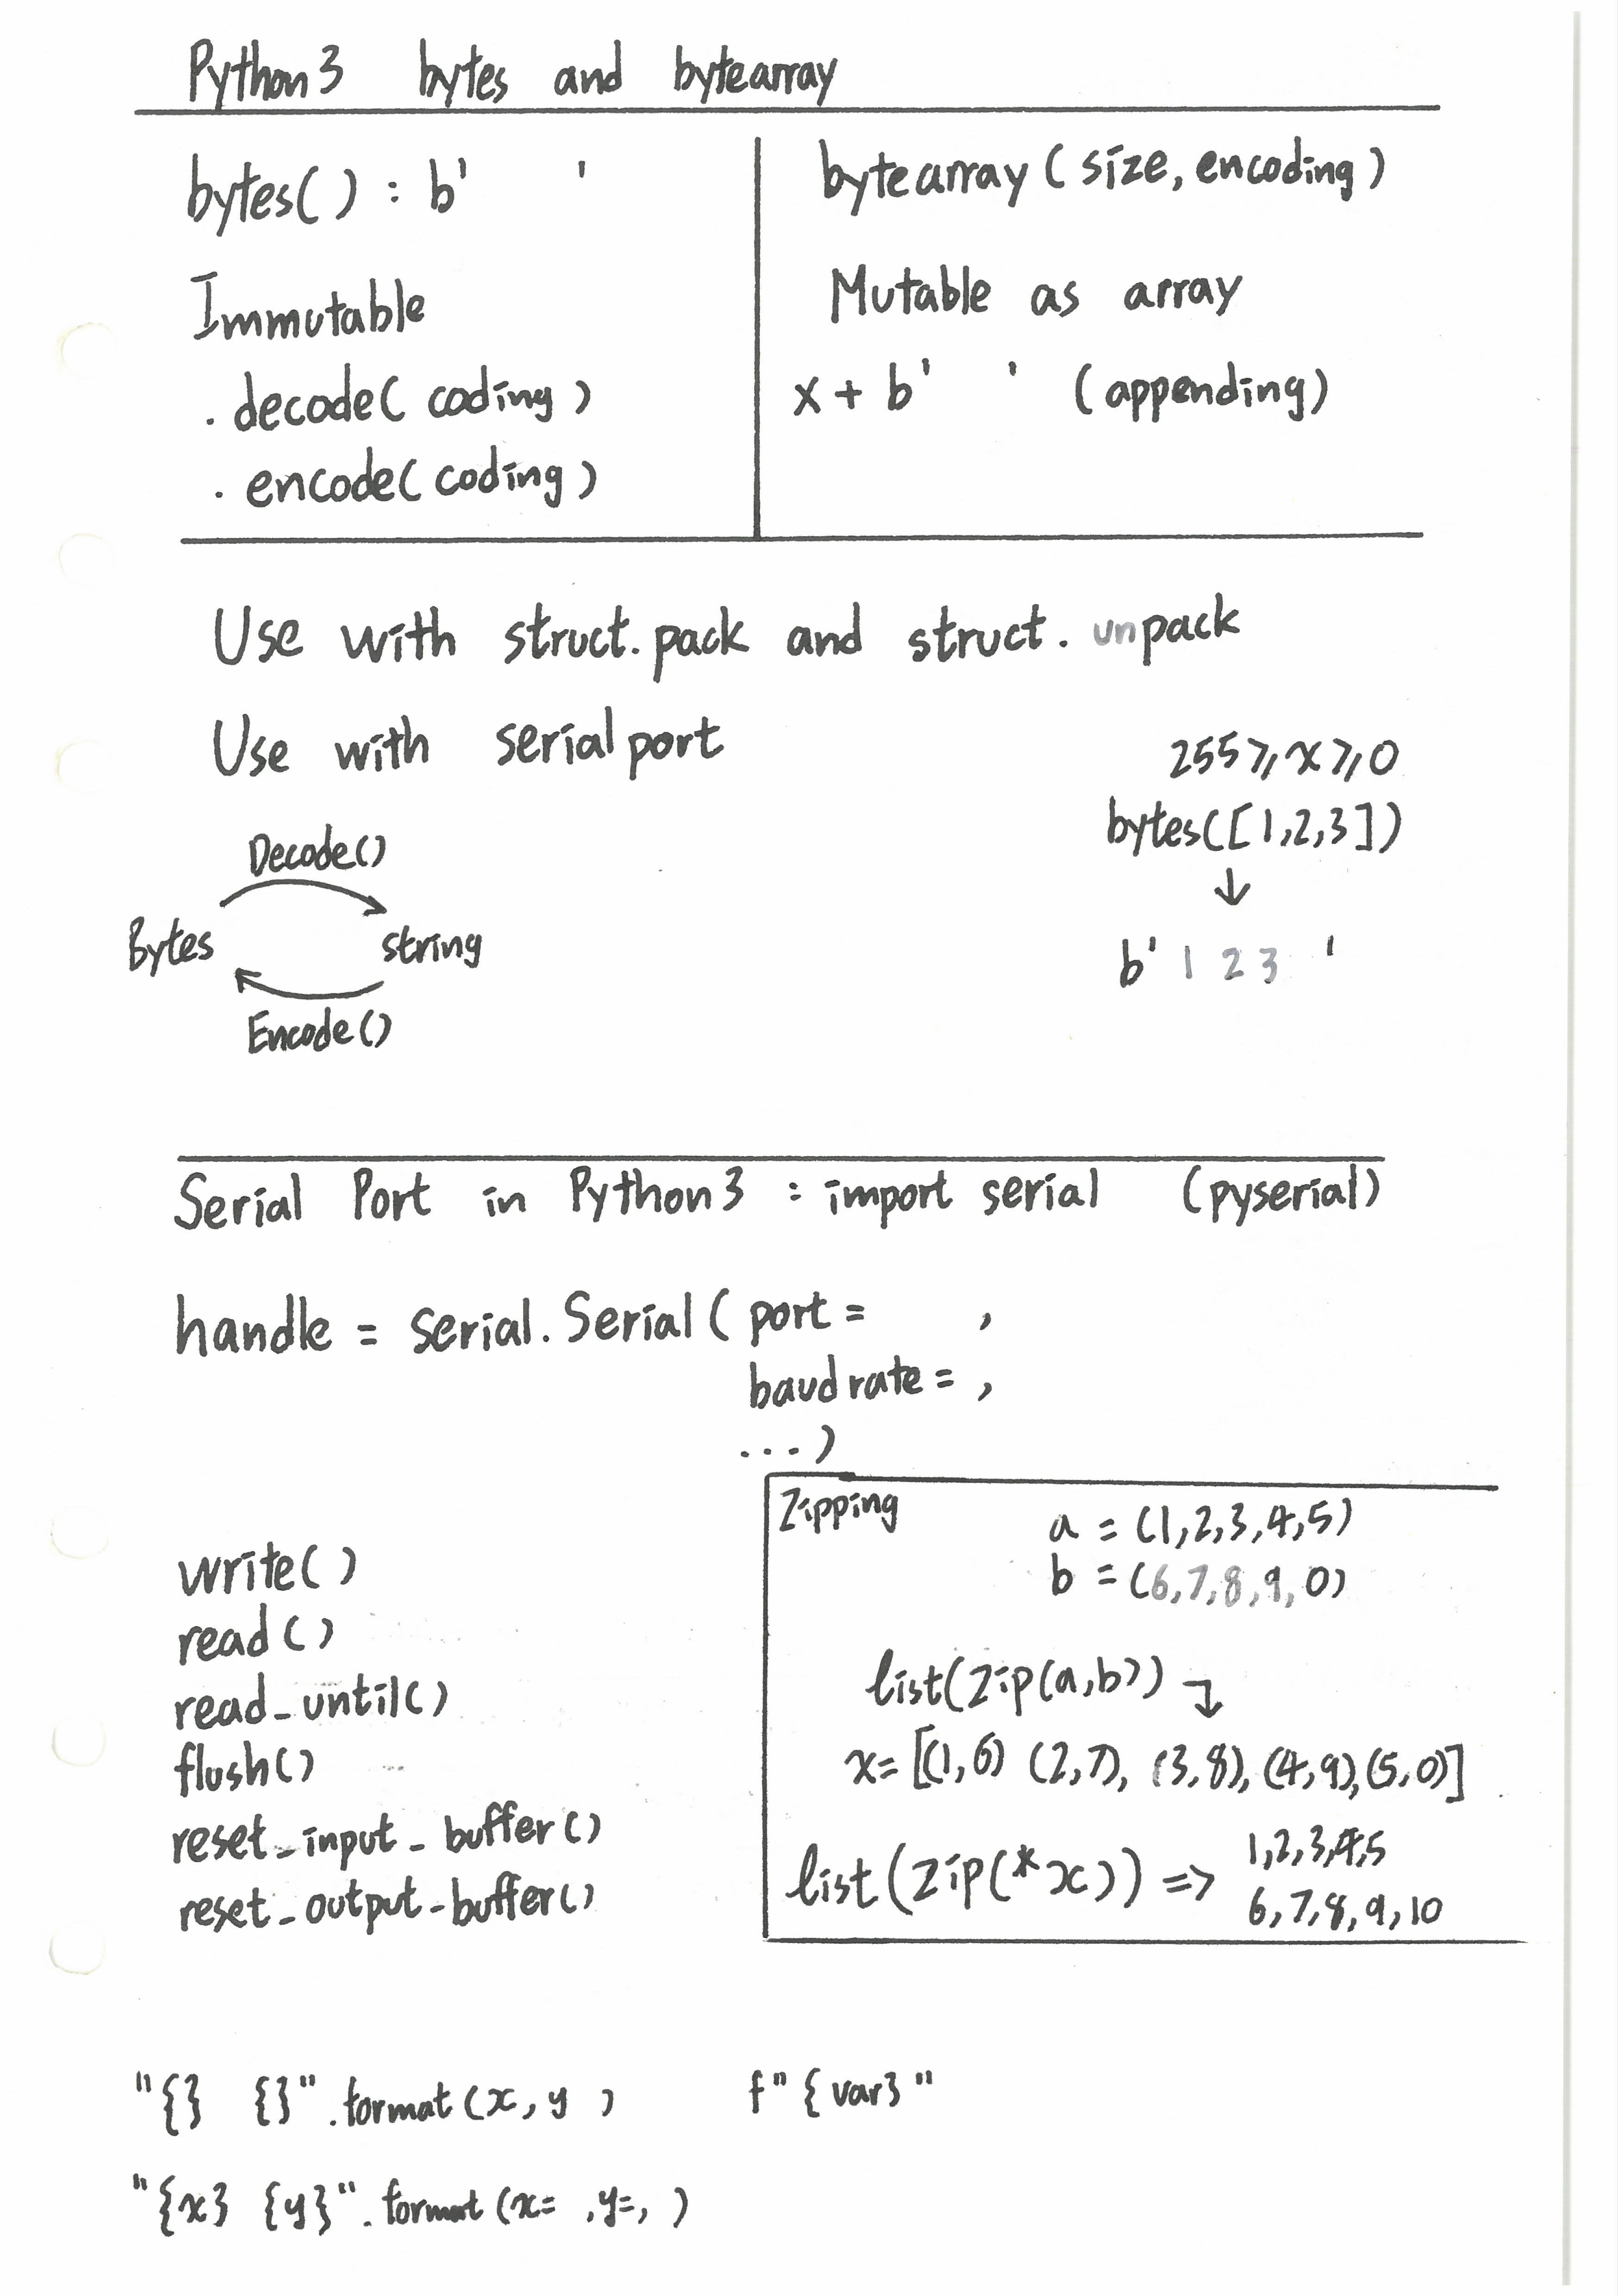 Python3 bytes and bytearray
bytes() : b' '
Immutable
.decode( coding )
.encode( coding )
bytearray ( size, encoding )
Mutable as array
x + b' ' (appending)
Use with struct.pack and struct.unpack
Use with serial port
Decode()
Bytes string
Encode()
255 ⩾ x ⩾ 0
bytes([1,2,3])
↓
b' 1 2 3 '
Serial Port in Python3 : import serial (pyserial)
handle = serial.Serial ( port = ,
baudrate = ,
...)
write()
read()
read_until()
flush()
reset_input_buffer()
reset_output_buffer()
Zipping
a = (1,2,3,4,5)
b = (6,7,8,9,0)
list(zip(a,b))
x= [(1,6) (2,7), (3,8), (4,9),(5,0)]
list(zip(*x)) => 1,2,3,4,5
6,7,8,9,10
"{} {}".format(x,y ) f"{var}"
"{x} {y}".format(x= ,y=, )